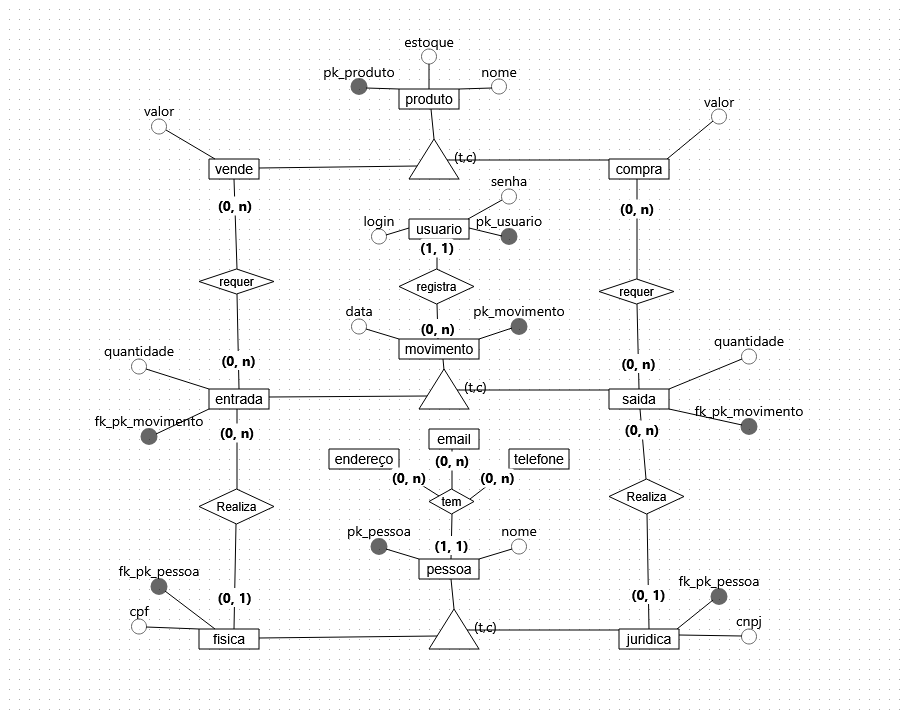 estoque
pk_produto
nome
produto
valor
valor
vende
(t,c)
compra
senha
(0, n)
(0, n)
login
pk_usuario
usuario
(1, 1)
requer
registra
requer
data
pk_movimento
(0, n)
movimento
quantidade
quantidade
(0, n)
(0, n)
(t,c)
entrada
saida
fk_pk_movimento
fk_pk_movimento
(0, n)
(0, n)
email
endereço
(0, n)
telefone
(0, n)
(0, n)
Realiza
tem
Realiza
pk_pessoa
nome
(1, 1)
pessoa
fk_pk_pessoa
fk_pk_pessoa
(0, 1)
(0, 1)
cpf
cnpj
fisica
(t,c)
juridica